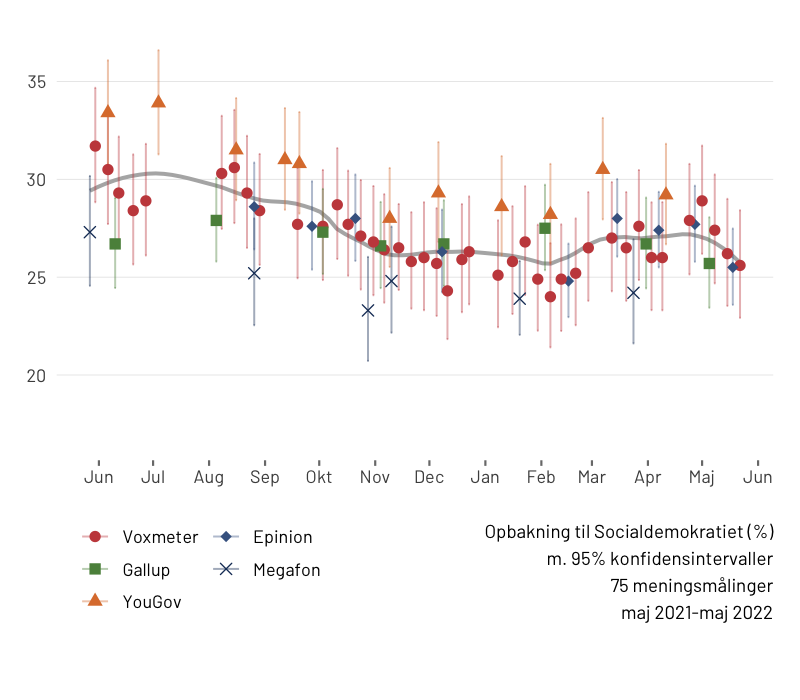 35
30
25
20
Jun Jul Aug Sep Okt Nov Dec Jan Feb Mar Apr Maj Jun
Voxmeter Epinion
Gallup Megafon
YouGov
Opbakning til Socialdemokratiet (%)
m. 95% konfidensintervaller
75 meningsmålinger
maj 2021-maj 2022